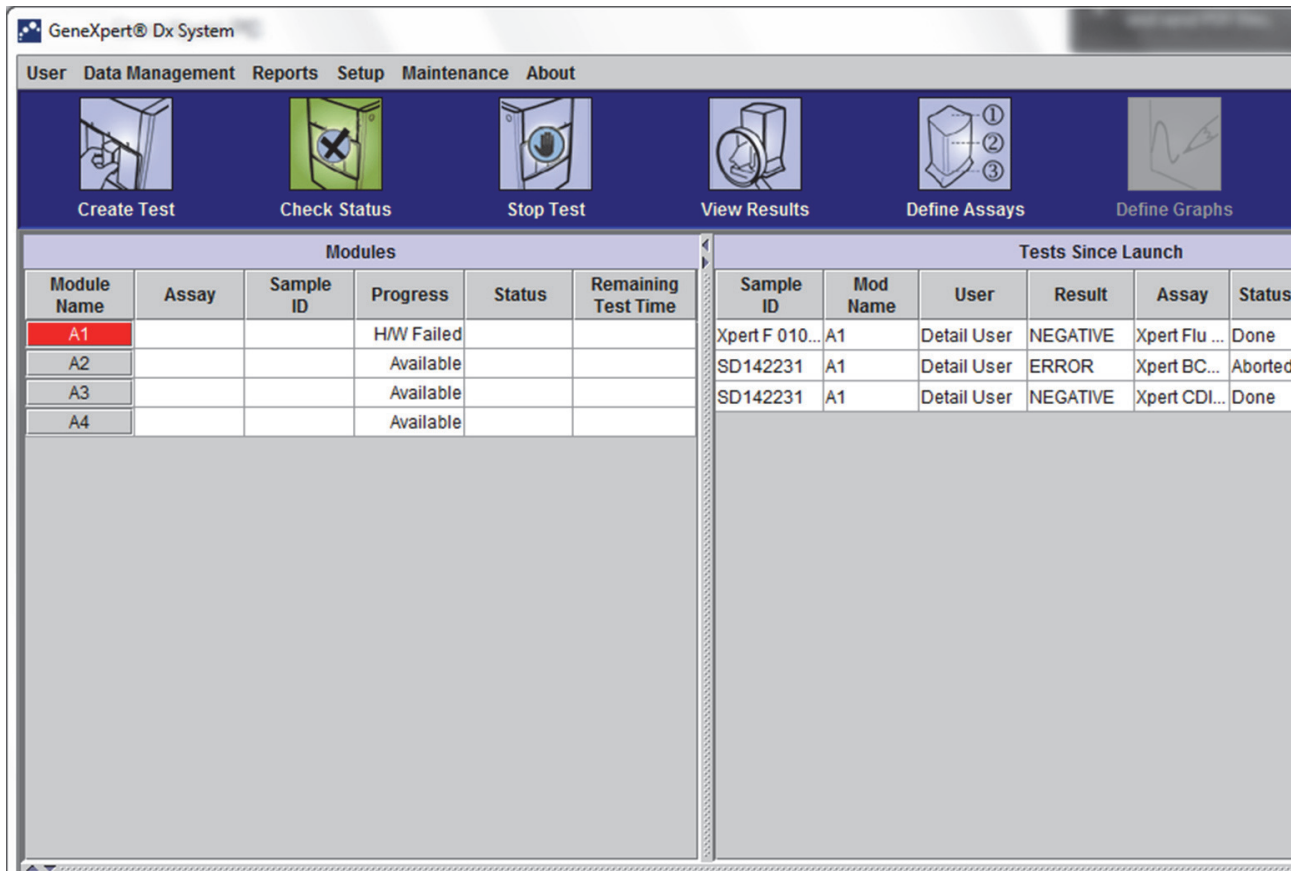 GeneXpert® Dx System
User Data Management Reports Setup Maintenance About
① ② ③
Create Test Check Status Stop Test View Results Define Assays Define Graphs
Modules
Module Name Assay Sample ID Progress Status Remaining Test Time
A1 H/W Failed
A2 Available
A3 Available
A4 Available
Tests Since Launch
Sample ID Mod Name User Result Assay Status
Xpert F 010... A1 Detail User NEGATIVE Xpert Flu ... Done
SD142231 A1 Detail User ERROR Xpert BC... Aborted
SD142231 A1 Detail User NEGATIVE Xpert CDI... Done